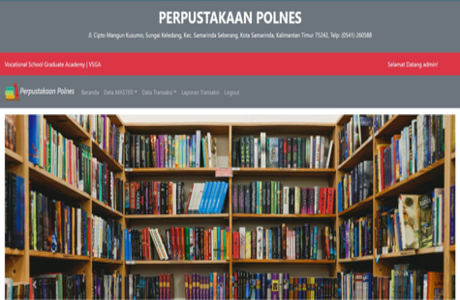 PERPUSTAKAAN POLNES
Jl. Cipto Mangun Kusumo, Sungai Keledang, Kec. Samarinda Seberang, Kota Samarinda, Kalimantan Timur 75242, Telp: (0541) 260588
Vocational School Graduate Academy | VSGA Selamat Datang admin!
Perpustakaan Polnes Beranda Data MASTER Data Transaksi Laporan Transaksi Logout